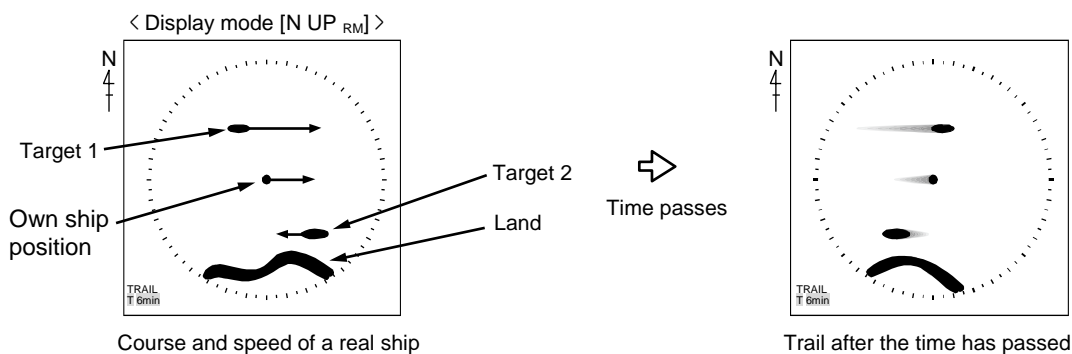 < Display mode [N UP RM] >
N
Target 1
Own ship
position
Target 2
Land
TRAIL
T 6min
Course and speed of a real ship
Time passes
N
TRAIL
T 6min
Trail after the time has passed